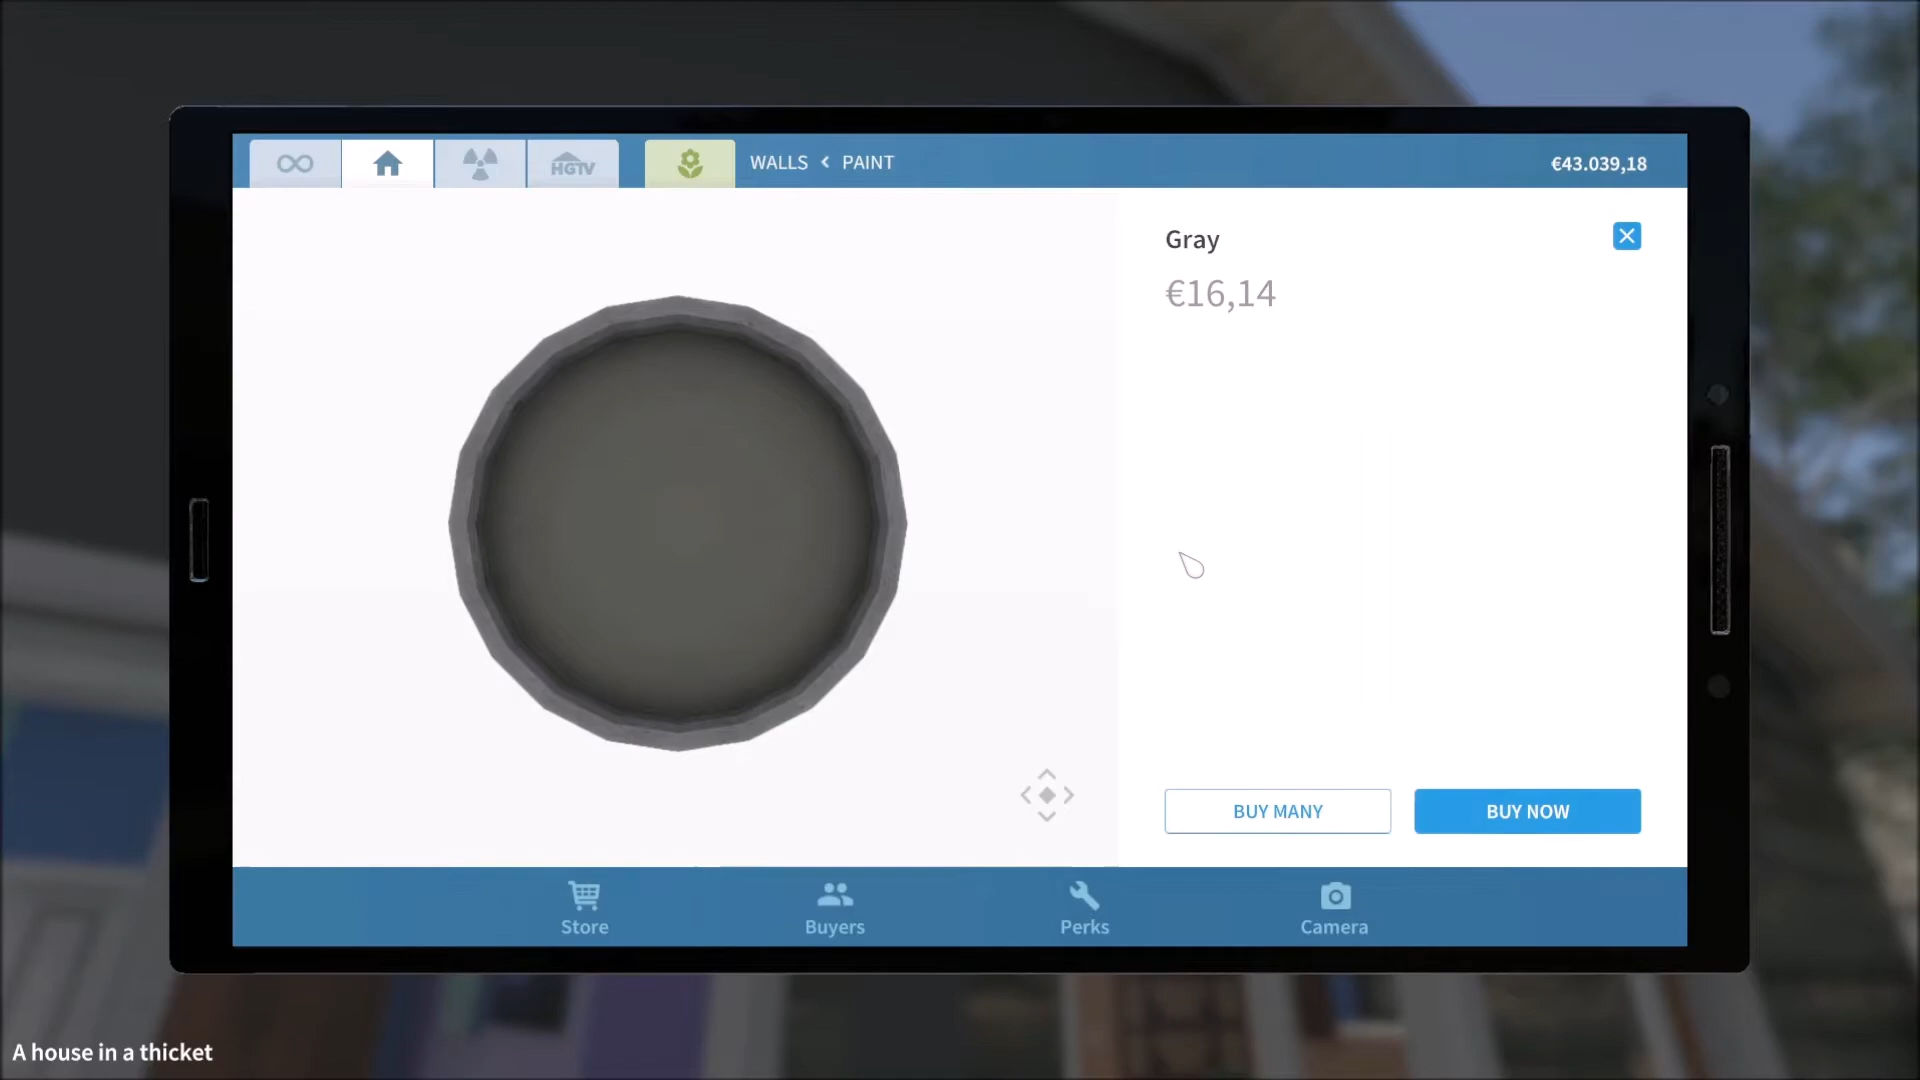 HGTV
WALLS < PAINT
€43.039,18
Gray
€16,14
BUY MANY
BUY NOW
Store
Buyers
Perks
Camera
A house in a thicket